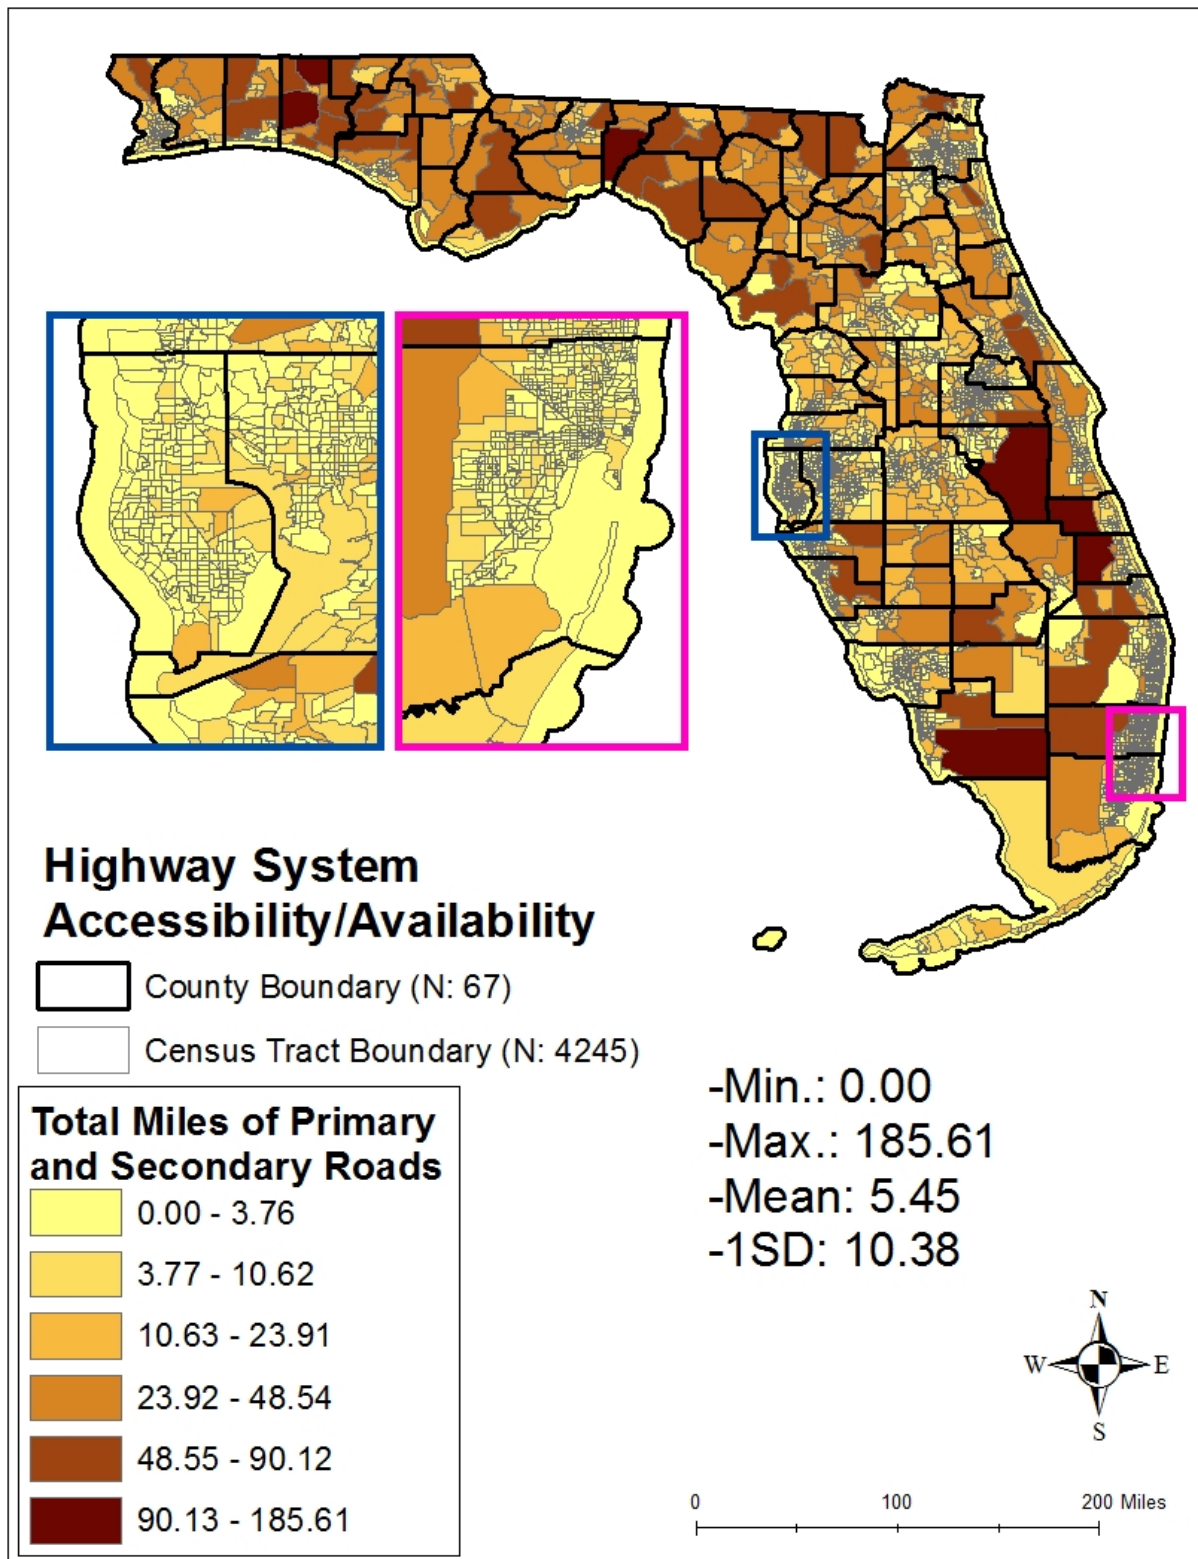 Highway System
Accessibility/Availability
County Boundary (N: 67)
Census Tract Boundary (N: 4245)
Total Miles of Primary
and Secondary Roads
0.00 - 3.76
3.77 - 10.62
10.63 - 23.91
23.92 - 48.54
48.55 - 90.12
90.13 - 185.61
-Min.: 0.00
-Max.: 185.61
-Mean: 5.45
-1SD: 10.38
N
W E
S
0 100 200 Miles